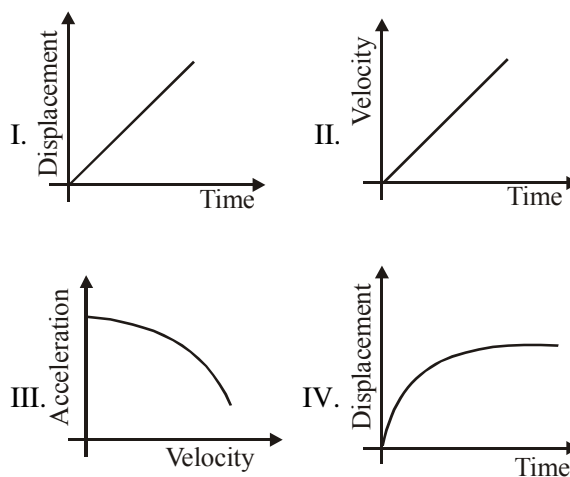 I.
Displacement
Time
II.
Velocity
Time
III.
Acceleration
Velocity
IV.
Displacement
Time